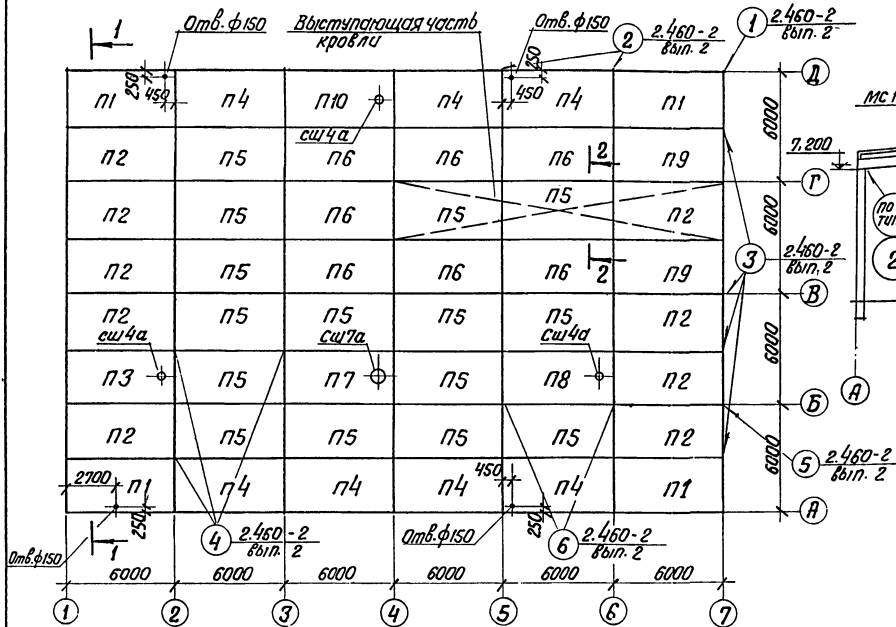 1
Отв. ф150
Выступающая часть
кровли
Отв. ф150
2
2.460-2
вып. 2
1
2.460-2
вып. 2
Д
250
450
250
450
П1 П4 П10 П4 П4 П1
сш4а
6000
МС1
7,200
П2 П5 П6 П6 П6 П9
2
Г
П2 П5 П6 П5 П5 П2
6000
2
3
2.460-2
вып. 2
П2 П5 П6 П6 П6 П9
В
П2 П5 П5 П5 П5 П2
сш4а
сш7а
сш4d
6000
П3 П5 П7 П5 П8 П2
Б
А
П2 П5 П5 П5 П5 П2
6000
5
2.460-2
вып. 2
2700
450
П1 П4 П4 П4 П4 П1
250
250
А
Отв. ф150
1
4
2.460-2
вып. 2
Отв. ф150
6
2.460-2
вып. 2
6000 6000 6000 6000 6000 6000
1 2 3 4 5 6 7